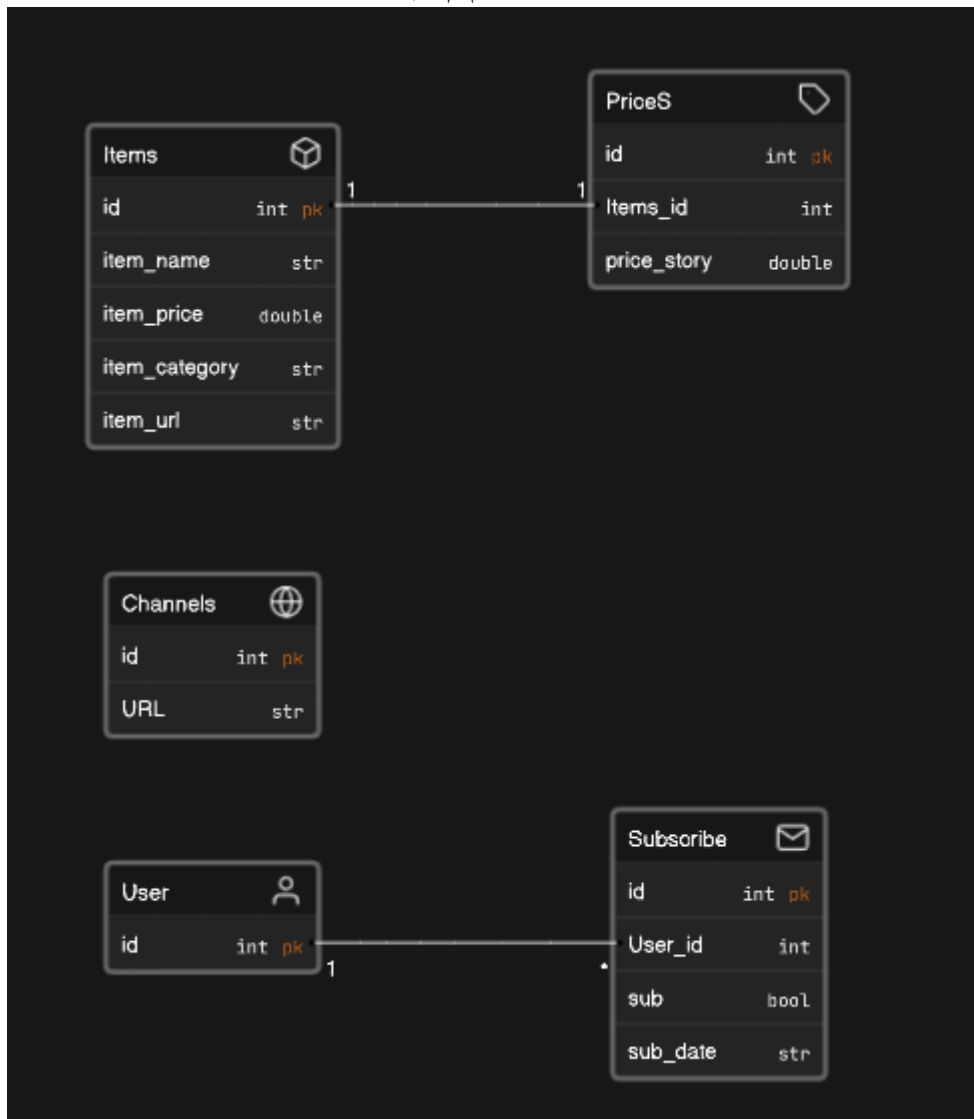 Items
id int pk
item_name str
item_price double
item_category str
item_url str
1 1
PriceS
id int pk
Items_id int
price_story double
Channels
id int pk
URL str
User
id int pk
1 *
Subscribe
id int pk
User_id int
sub bool
sub_date str